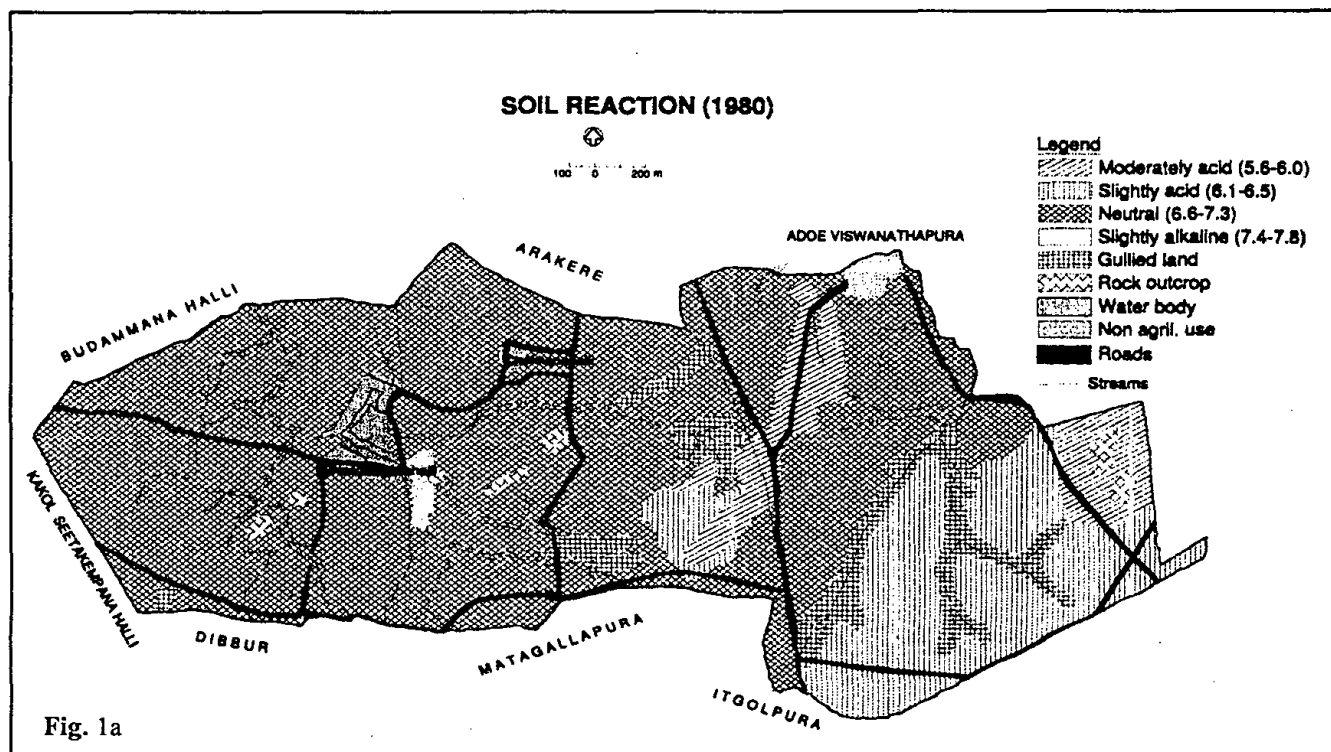 SOIL REACTION (1980)
100 0 200 m
Legend
Moderately acid (5.6-6.0)
Slightly acid (6.1-6.5)
Neutral (6.6-7.3)
Slightly alkaline (7.4-7.8)
Gullied land
Rock outcrop
Water body
Non agril. use
Roads
Streams
ADDE VISWANATHAPURA
ARAKERE
BUDAMMANA HALLI
KAKOL SEETAKEMPANA HALLI
DIBBUR
MATAGALLAPURA
ITGOLPURA
Fig. 1a